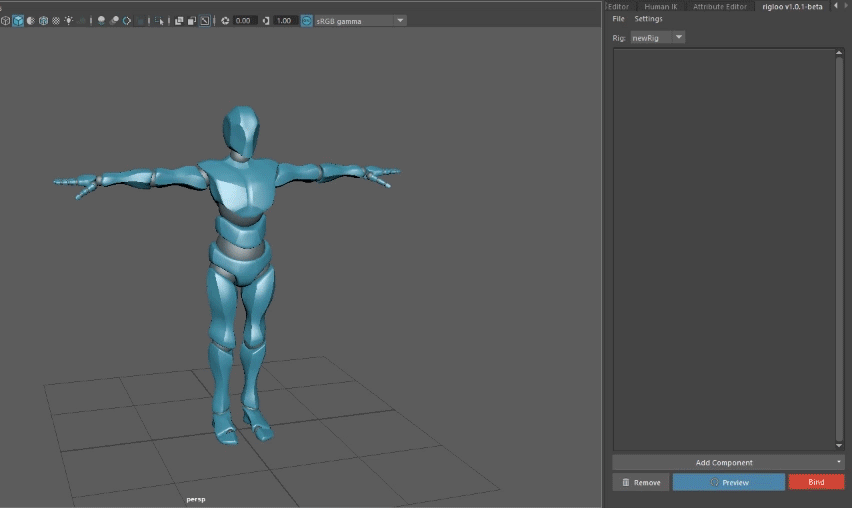 Editor Human IK Attribute Editor rigloo v1.0.1-beta
File Settings
0.00 1.00 sRGB gamma
Rig: newRig
Add Component
Remove Preview Bind
persp